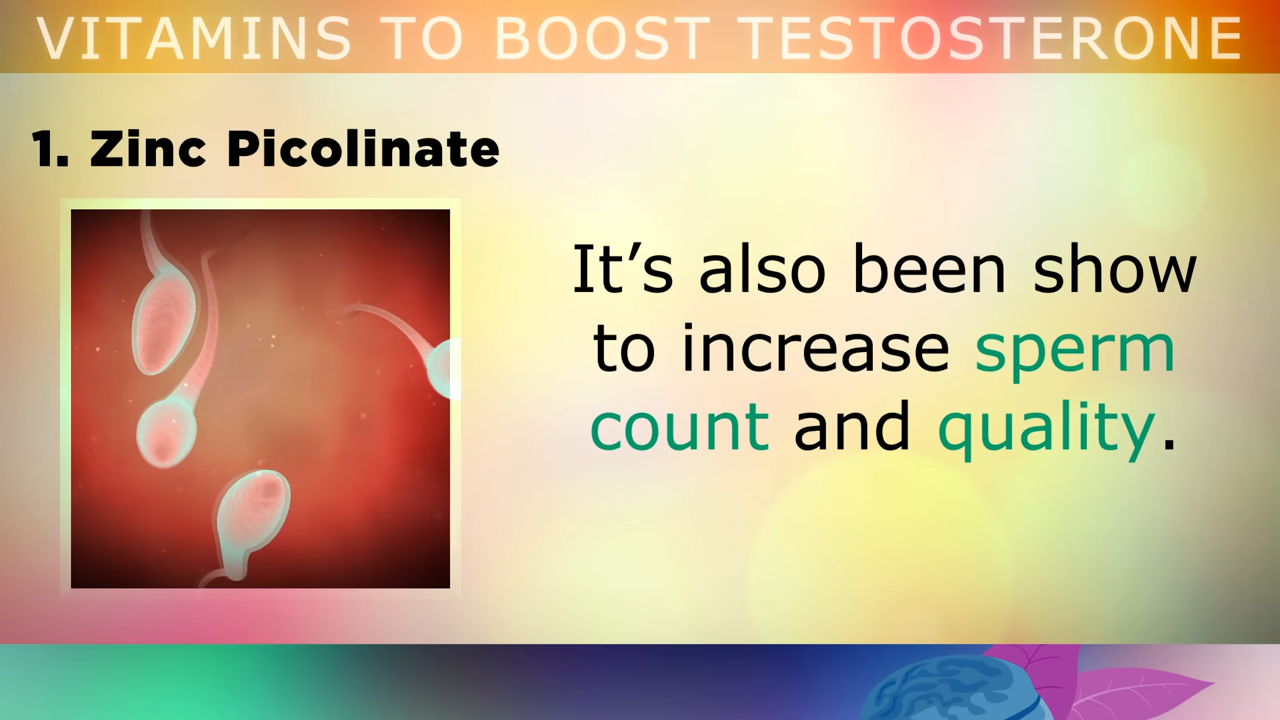 VITAMINS TO BOOST TESTOSTERONE
1. Zinc Picolinate
It’s also been show
to increase sperm
count and quality.